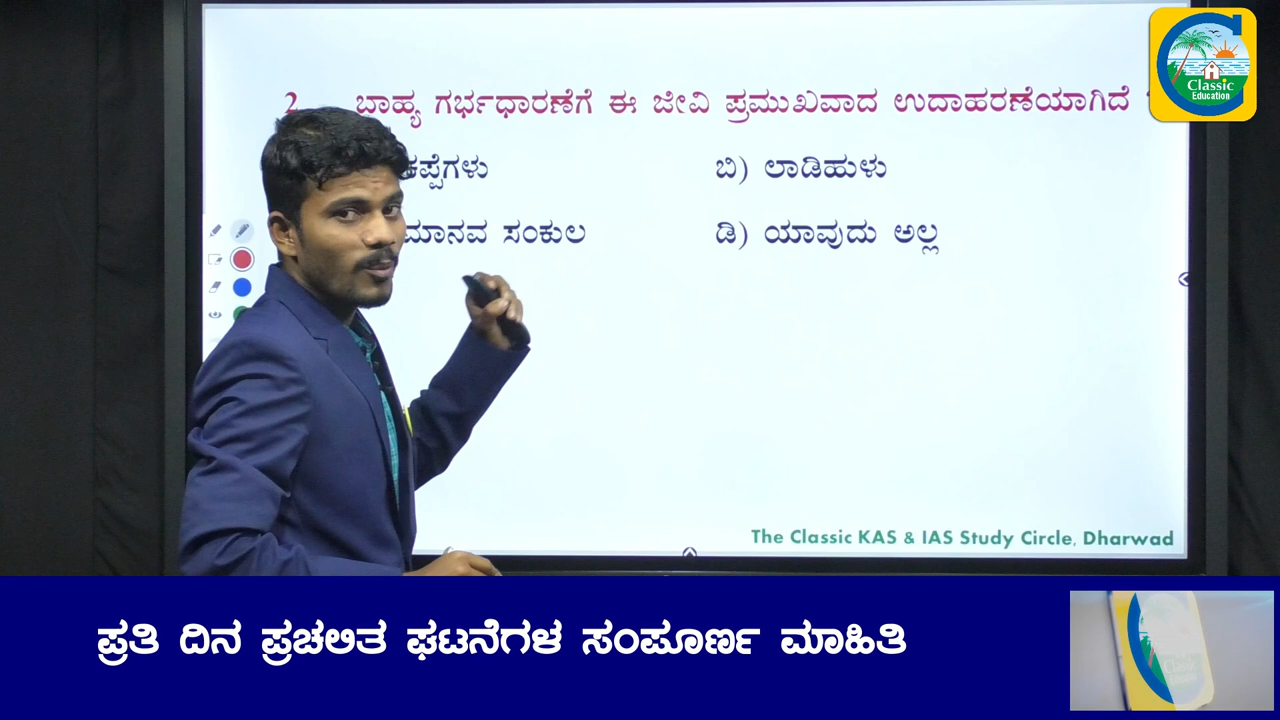 2. ಬಾಹ್ಯ ಗರ್ಭಧಾರಣೆಗೆ ಈ ಜೀವಿ ಪ್ರಮುಖವಾದ ಉದಾಹರಣೆಯಾಗಿದೆ
ಕಪ್ಪೆಗಳು ಬಿ) ಲಾಡಿಹುಳು
ಮಾನವ ಸಂಕುಲ ಡಿ) ಯಾವುದು ಅಲ್ಲ
The Classic KAS & IAS Study Circle, Dharwad
Classic
Education
ಪ್ರತಿ ದಿನ ಪ್ರಚಲಿತ ಘಟನೆಗಳ ಸಂಪೂರ್ಣ ಮಾಹಿತಿ